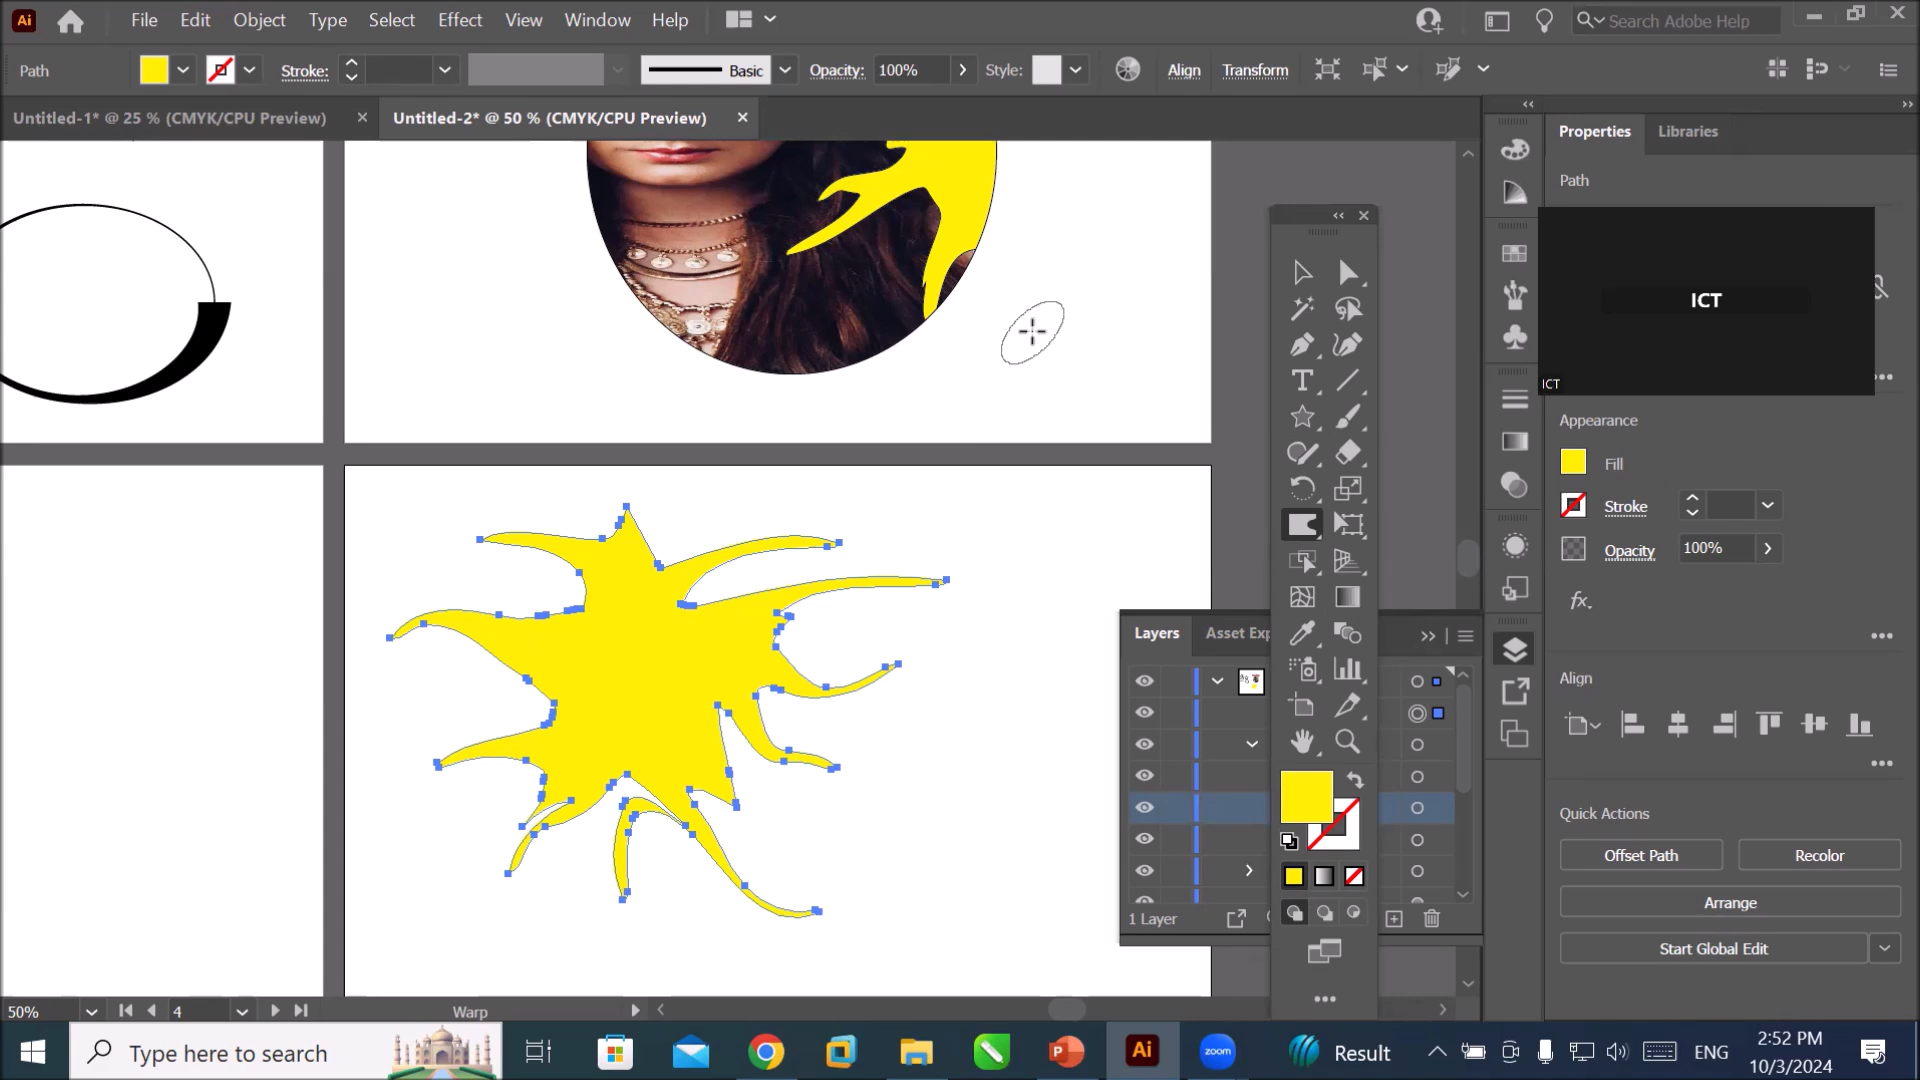 Ai File Edit Object Type Select Effect View Window Help Search Adobe Help
Path Stroke: Basic Opacity: 100% Style: Align Transform
Untitled-1* @ 25 % (CMYK/CPU Preview) Untitled-2* @ 50 % (CMYK/CPU Preview)
Properties Libraries
Path
ICT
ICT
Appearance
Fill
Stroke
Opacity 100%
fx.
Align
Quick Actions
Offset Path Recolor
Arrange
Start Global Edit
Layers Asset Exp
1 Layer
50% 4 Warp
Type here to search
Ai
zoom
Result
ENG
2:52 PM
10/3/2024